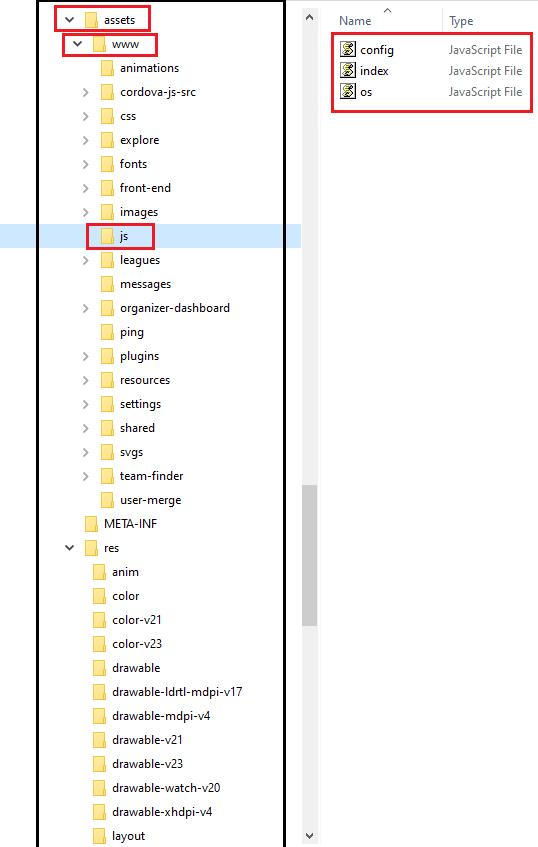 assets
www
animations
cordova-js-src
css
explore
fonts
front-end
images
js
leagues
messages
organizer-dashboard
ping
plugins
resources
settings
shared
svgs
team-finder
user-merge
META-INF
res
anim
color
color-v21
color-v23
drawable
drawable-ldrtl-mdpi-v17
drawable-mdpi-v4
drawable-v21
drawable-v23
drawable-watch-v20
drawable-xhdpi-v4
layout
Name Type
config JavaScript File
index JavaScript File
os JavaScript File